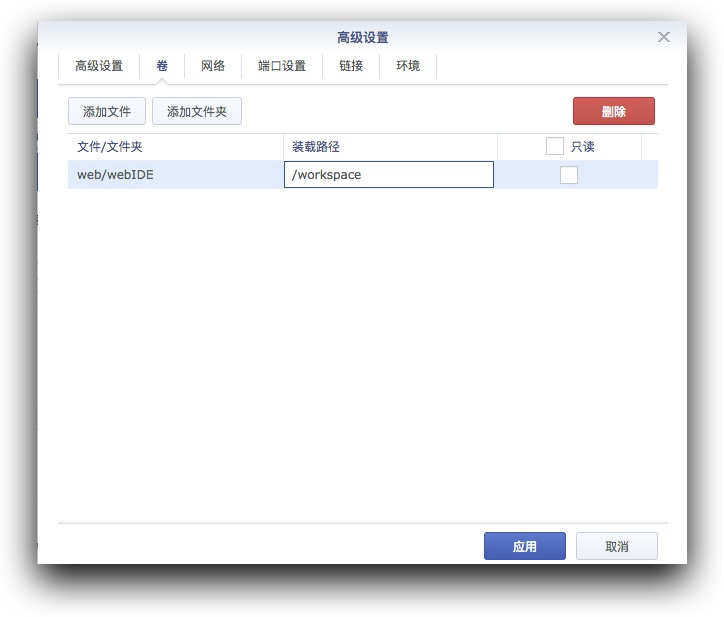 高级设置
高级设置 卷 网络 端口设置 链接 环境
添加文件 添加文件夹 删除
文件/文件夹 装载路径 只读
web/webIDE /workspace
应用 取消